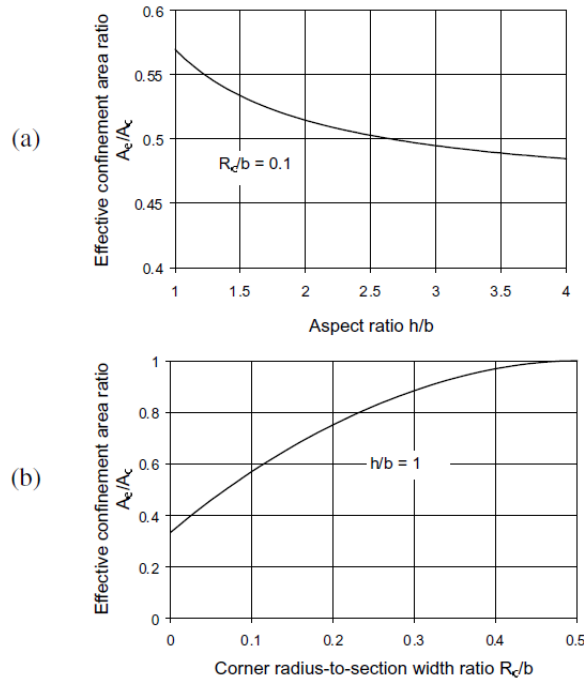 (a)
Effective confinement area ratio
Ae/Ac
0.6
0.55
0.5
0.45
0.4
Rc/b = 0.1
1
1.5
2
2.5
3
3.5
4
Aspect ratio h/b
(b)
Effective confinement area ratio
Ae/Ac
1
0.8
0.6
0.4
0.2
0
h/b = 1
0
0.1
0.2
0.3
0.4
0.5
Corner radius-to-section width ratio Rc/b